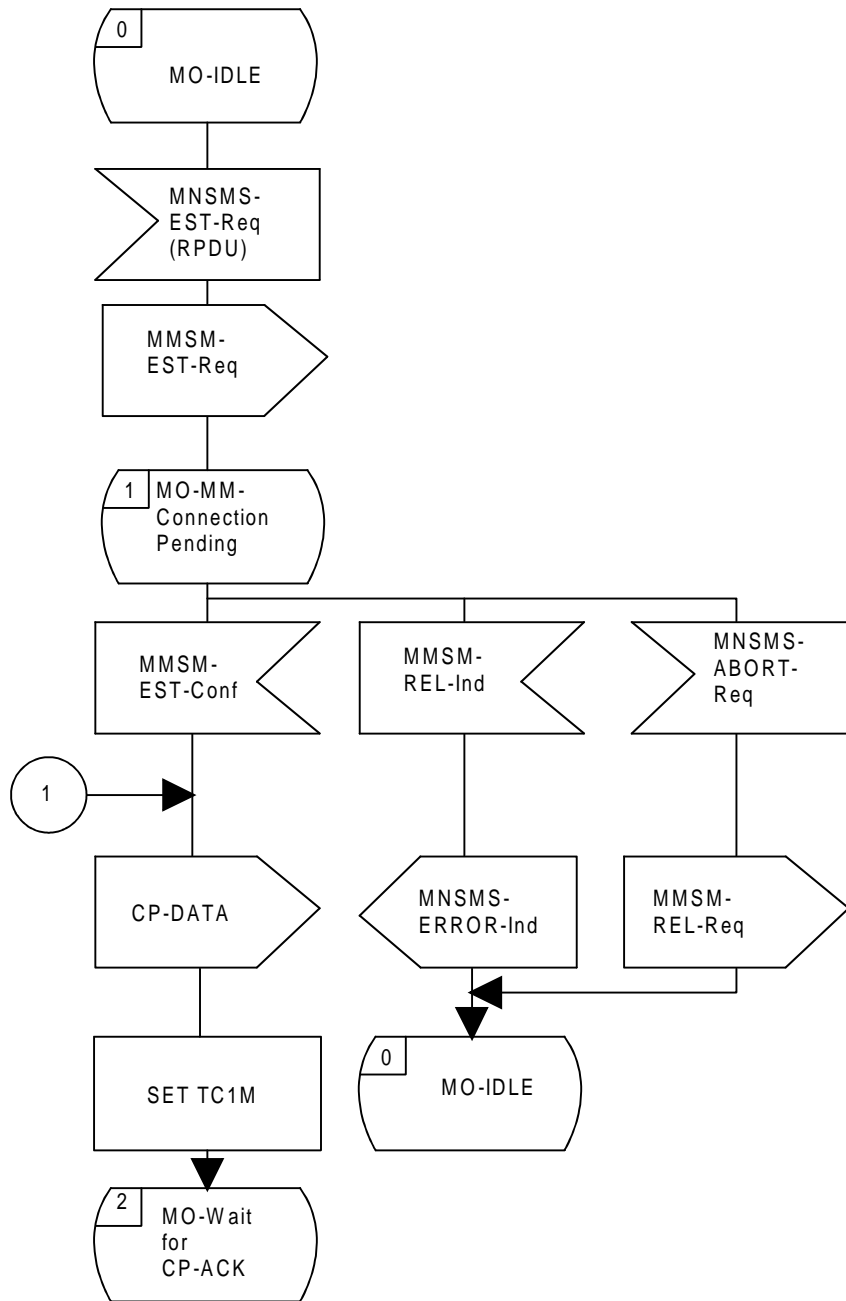 0
MO-IDLE
MNSMS-
EST-Req
(RPDU)
MMSM-
EST-Req
1
MO-MM-
Connection
Pending
MMSM-
EST-Conf
MMSM-
REL-Ind
MNSMS-
ABORT-
Req
1
CP-DATA
MNSMS-
ERROR-Ind
MMSM-
REL-Req
SET TC1M
0
MO-IDLE
2
MO-Wait
for
CP-ACK